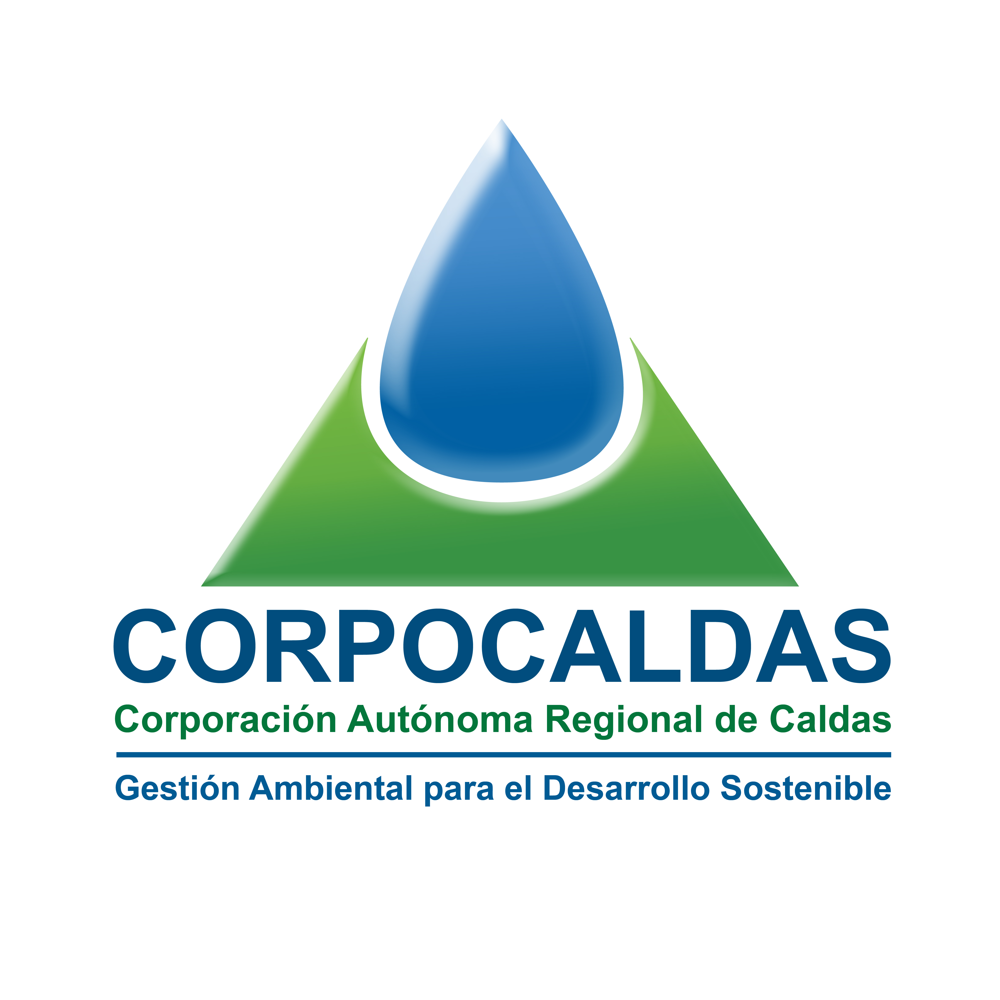 CORPOCALDAS
Corporación Autónoma Regional de Caldas
Gestión Ambiental para el Desarrollo Sostenible